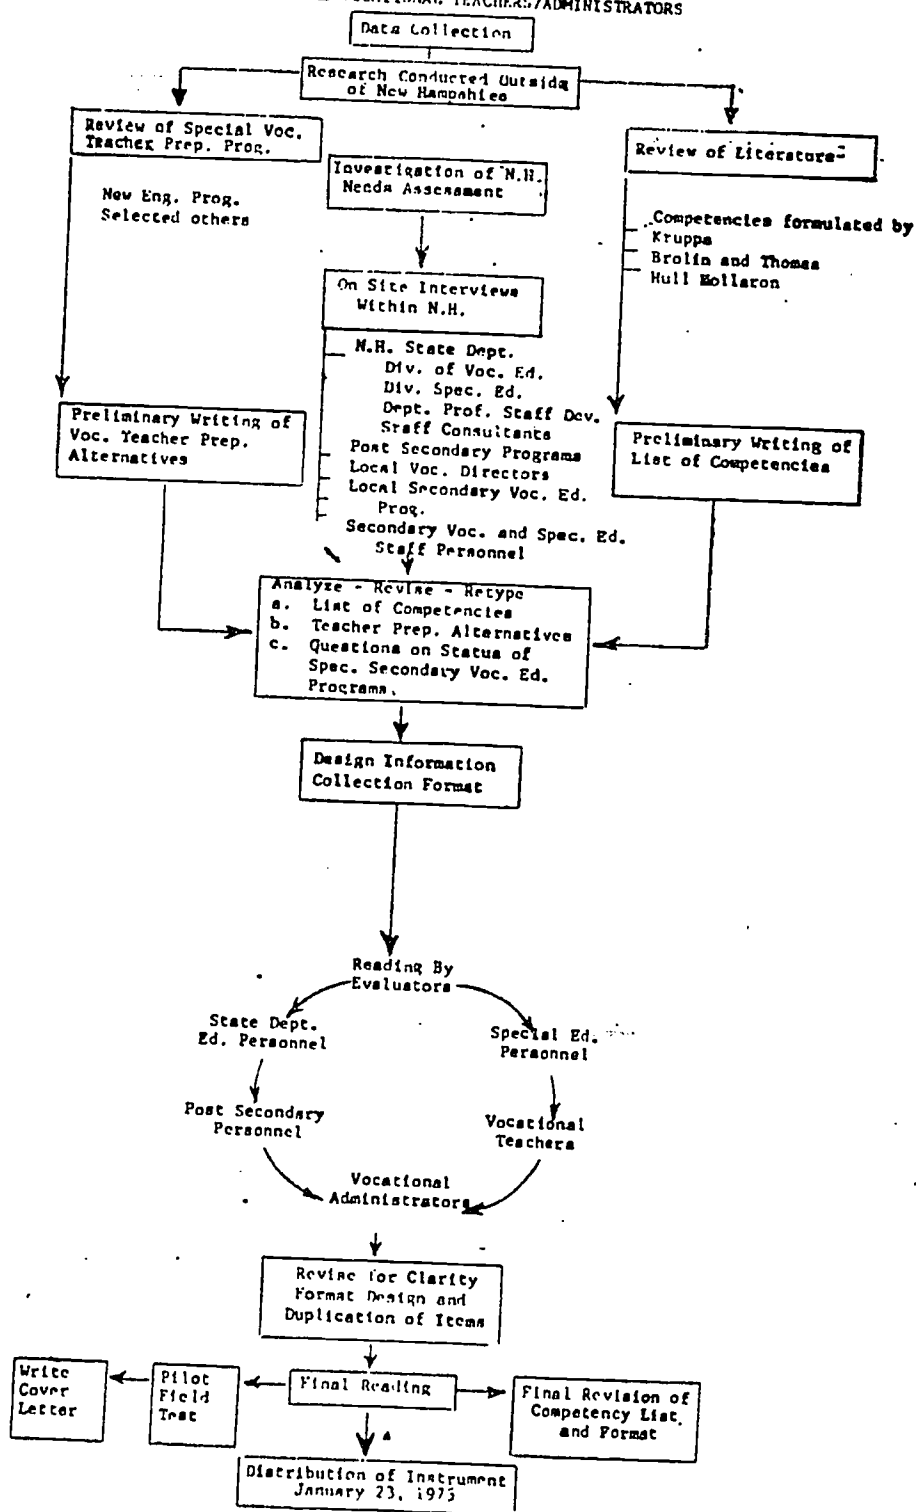 TEACHERS/ADMINISTRATORS
Data Collection
Research Conducted Outside
of New Hampshire
Review of Special Voc.
Teacher Prep. Prog.
New Eng. Prog.
Selected others
Investigation of N.H.
Needs Assessment
Review of Literature
Competencies formulated by
Kruppa
Brolin and Thomas
Hull
On Site Interviews
Within N.H.
N.H. State Dept.
Div. of Voc. Ed.
Div. Spec. Ed.
Dept. Prof. Staff Dev.
Staff Consultants
Post Secondary Programs
Local Voc. Directors
Local Secondary Voc. Ed.
Prog.
Secondary Voc. and Spec. Ed.
Staff Personnel
Preliminary Writing of
Voc. Teacher Prep.
Alternatives
Preliminary Writing of
List of Competencies
Analyze - Revise - Retype
a. List of Competencies
b. Teacher Prep. Alternatives
c. Questions on Status of
Spec. Secondary Voc. Ed.
Programs.
Design Information
Collection Format
Reading By
Evaluators
State Dept.
Ed. Personnel
Special Ed.
Personnel
Post Secondary
Personnel
Vocational
Teachers
Vocational
Administrators
Revise for Clarity
Format Design and
Duplication of Items
Write
Cover
Letter
Pilot
Field
Test
Final Reading
Final Revision of
Competency List,
and Format
Distribution of Instrument
January 23, 1975